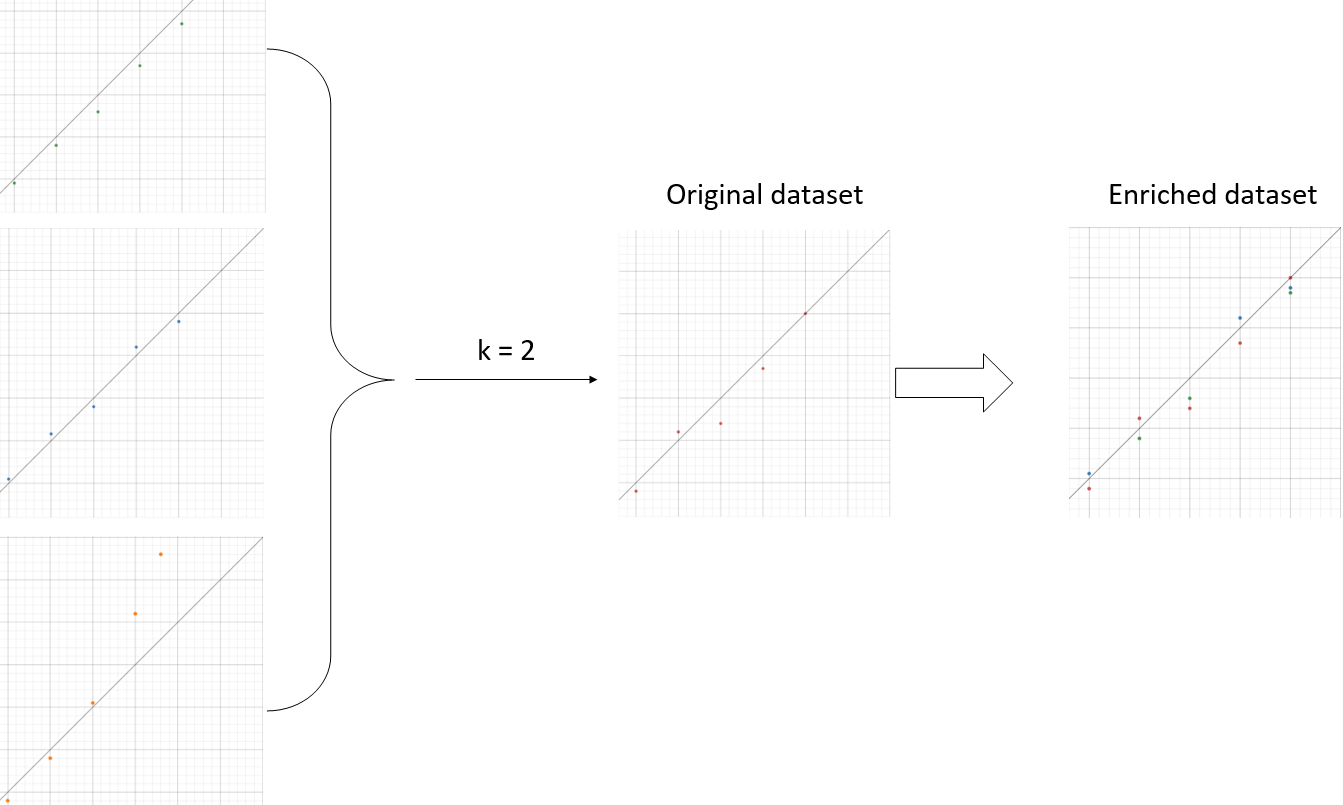 Original dataset
Enriched dataset
k = 2